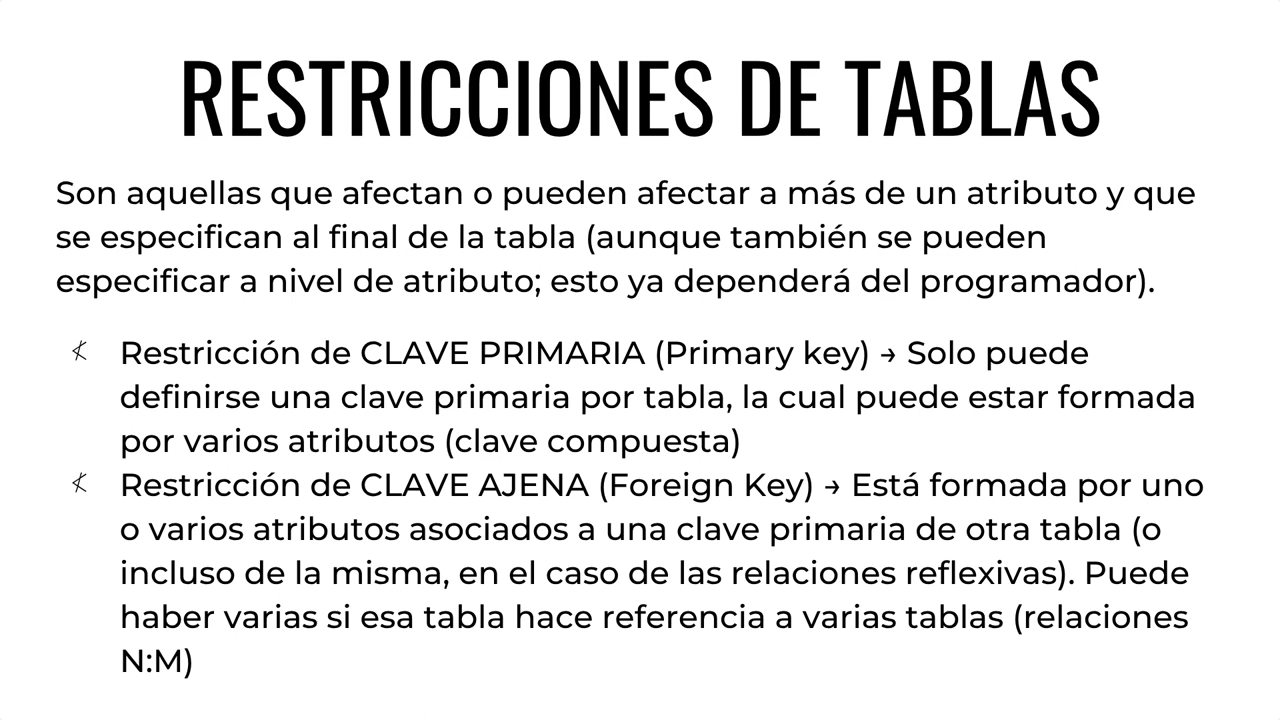 RESTRICCIONES DE TABLAS
Son aquellas que afectan o pueden afectar a más de un atributo y que
se especifican al final de la tabla (aunque también se pueden
especificar a nivel de atributo; esto ya dependerá del programador).
Restricción de CLAVE PRIMARIA (Primary key) → Solo puede
definirse una clave primaria por tabla, la cual puede estar formada
por varios atributos (clave compuesta)
Restricción de CLAVE AJENA (Foreign Key) → Está formada por uno
o varios atributos asociados a una clave primaria de otra tabla (o
incluso de la misma, en el caso de las relaciones reflexivas). Puede
haber varias si esa tabla hace referencia a varias tablas (relaciones
N:M)